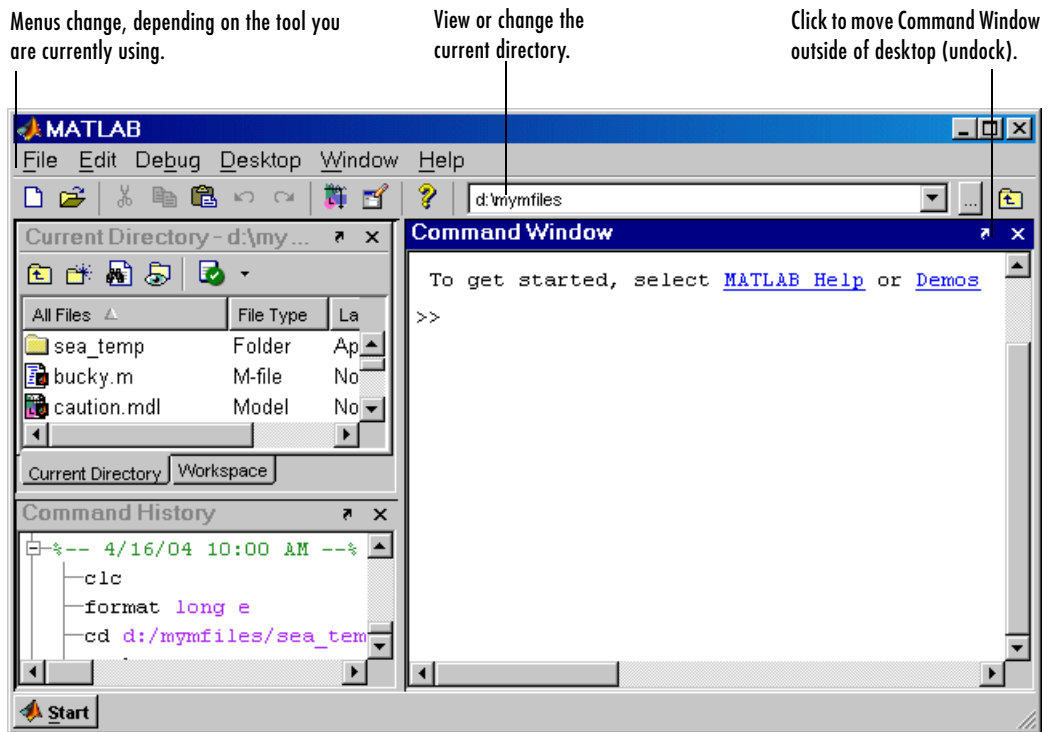 Menus change, depending on the tool you
are currently using.
View or change the
current directory.
Click to move Command Window
outside of desktop (undock).
MATLAB
File Edit Debug Desktop Window Help
d:\mymfiles
...
Current Directory - d:\my ...
All Files File Type La
sea_temp Folder Ap
bucky.m M-file No
caution.mdl Model No
Current Directory Workspace
Command History
%-- 4/16/04 10:00 AM --%
clc
format long e
cd d:/mymfiles/sea_tem
Command Window
To get started, select MATLAB Help or Demos
>>
Start